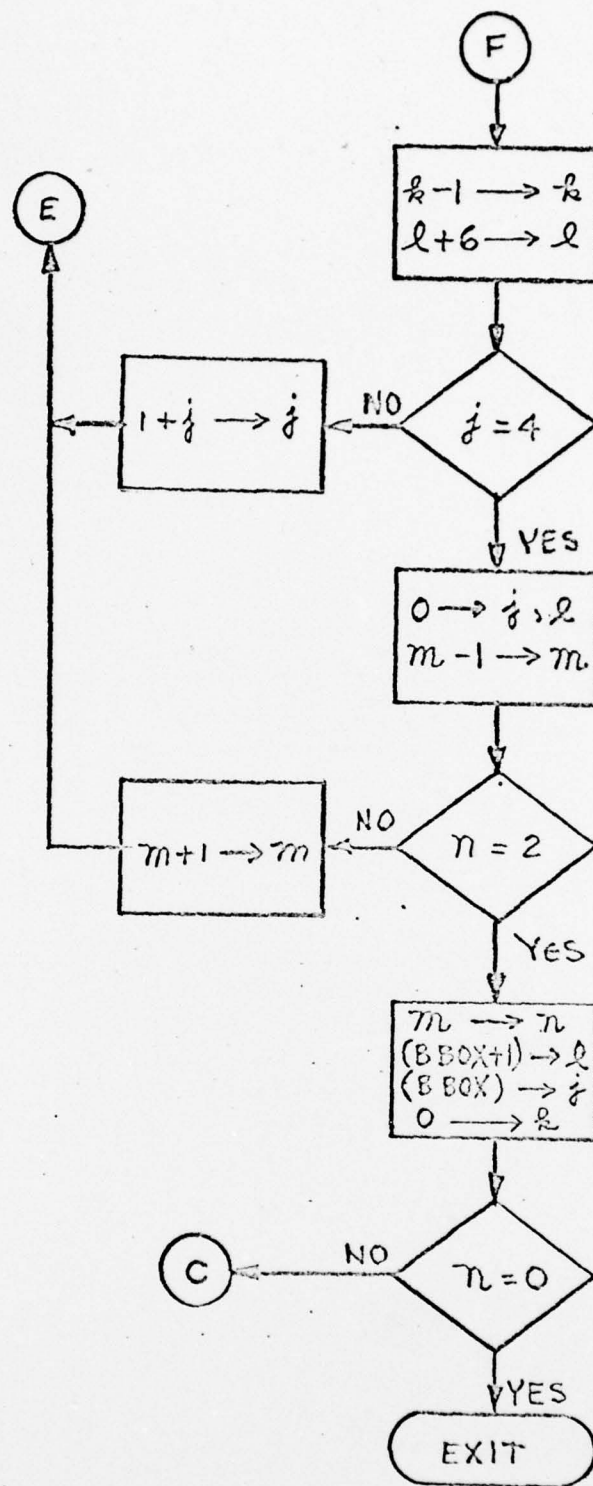 F
k-1 → k
l+6 → l
E
j = 4
NO
1+j → j
YES
0 → j, l
m-1 → m
n = 2
NO
m+1 → m
YES
m → n
(BBOX+1) → l
(BBOX) → j
0 → k
n = 0
NO
C
YES
EXIT